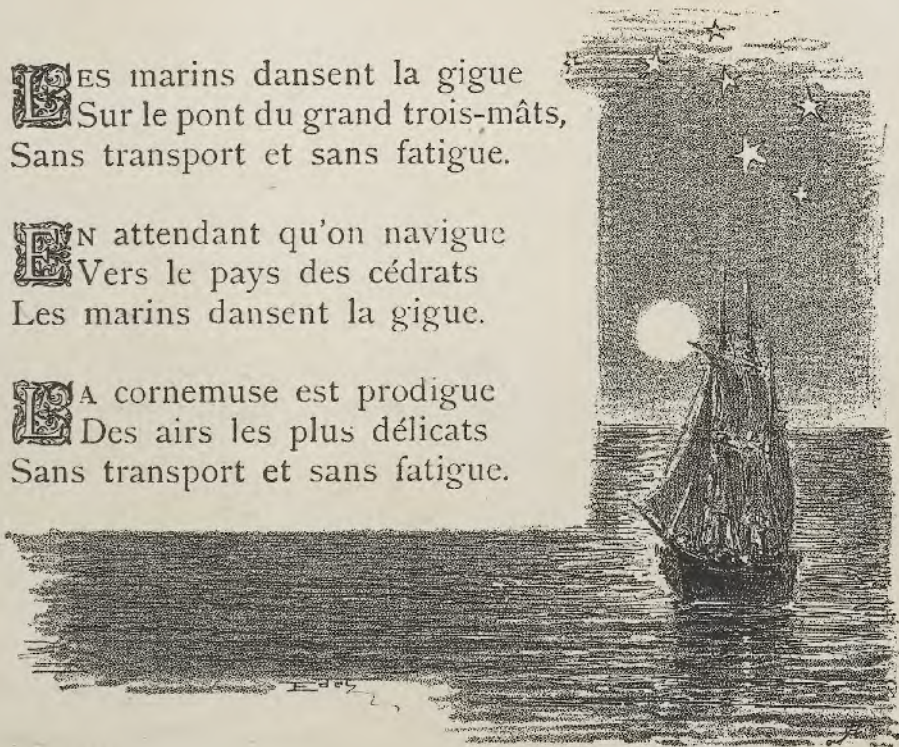 LES marins dansent la gigue
Sur le pont du grand trois-mâts,
Sans transport et sans fatigue.
EN attendant qu'on navigue
Vers le pays des cédrats
Les marins dansent la gigue.
LA cornemuse est prodigue
Des airs les plus délicats
Sans transport et sans fatigue.